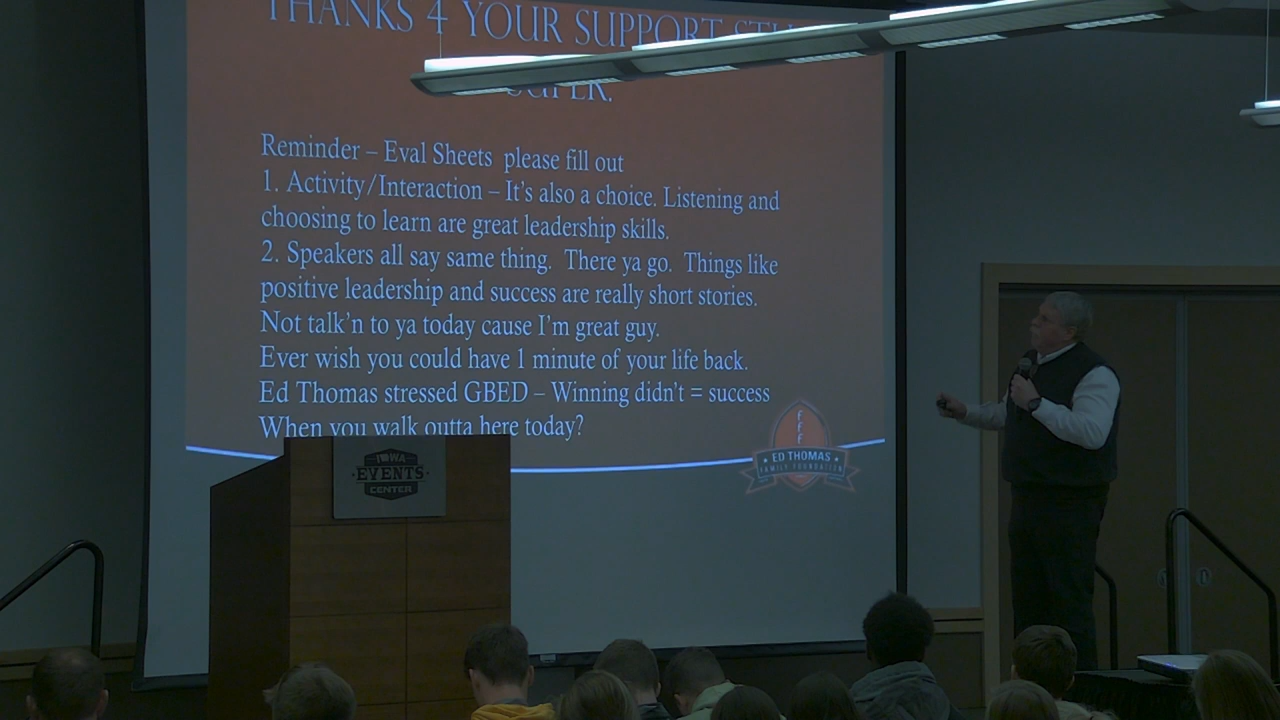 THANKS 4 YOUR SUPPORT
Reminder – Eval Sheets  please fill out
1. Activity/Interaction – It's also a choice. Listening and
choosing to learn are great leadership skills.
2. Speakers all say same thing.  There ya go.  Things like
positive leadership and success are really short stories.
Not talk'n to ya today cause I'm great guy.
Ever wish you could have 1 minute of your life back.
Ed Thomas stressed GBED – Winning didn't = success
When you walk outta here today?
FFF
ED THOMAS
FAMILY FOUNDATION
IOWA
EVENTS
CENTER